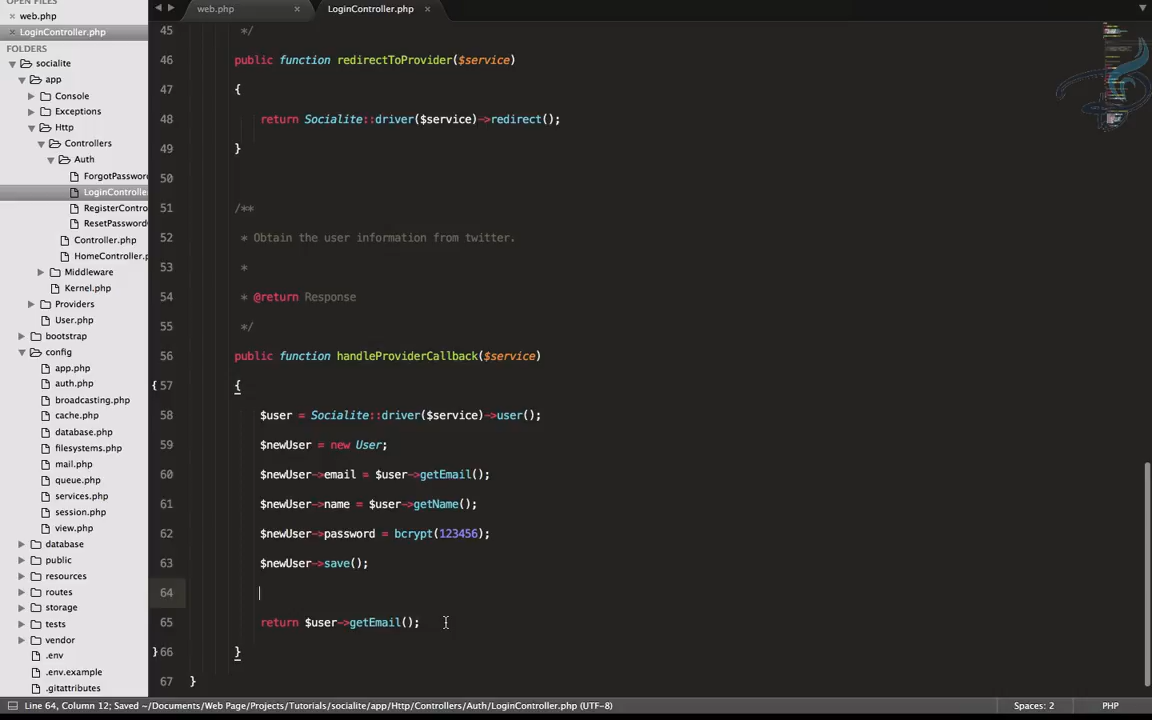 OPEN FILES
× web.php
× LoginController.php
FOLDERS
socialite
app
Console
Exceptions
Http
Controllers
Auth
ForgotPasswor
LoginController
RegisterContro
ResetPassword
Controller.php
HomeController.p
Middleware
Kernel.php
Providers
User.php
bootstrap
config
app.php
auth.php
broadcasting.php
cache.php
database.php
filesystems.php
mail.php
queue.php
services.php
session.php
view.php
database
public
resources
routes
storage
tests
vendor
.env
.env.example
.gitattributes
web.php × LoginController.php ×
45 */
46 public function redirectToProvider($service)
47 {
48 return Socialite::driver($service)->redirect();
49 }
50
51 /**
52 * Obtain the user information from twitter.
53 *
54 * @return Response
55 */
56 public function handleProviderCallback($service)
{ 57 {
58 $user = Socialite::driver($service)->user();
59 $newUser = new User;
60 $newUser->email = $user->getEmail();
61 $newUser->name = $user->getName();
62 $newUser->password = bcrypt(123456);
63 $newUser->save();
64
65 return $user->getEmail();
} 66 }
67 }
Line 64, Column 12; Saved ~/Documents/Web Page/Projects/Tutorials/socialite/app/Http/Controllers/Auth/LoginController.php (UTF-8) Spaces: 2 PHP